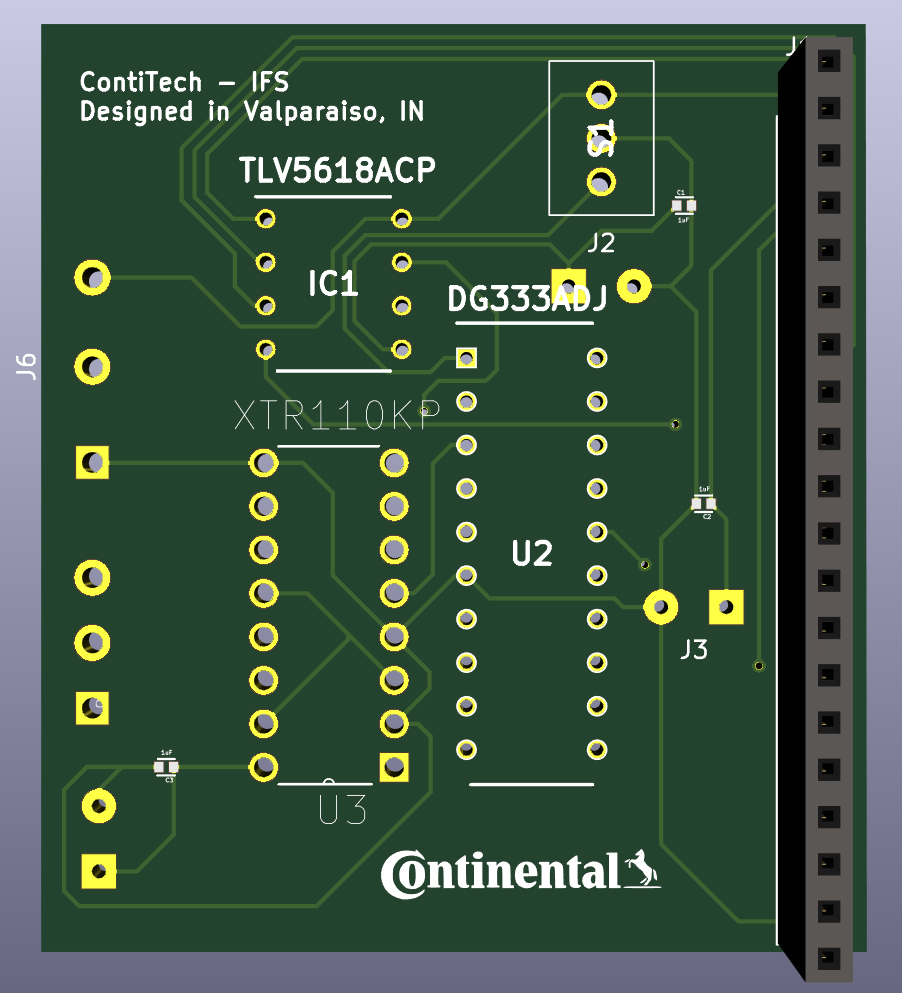 ContiTech - IFS
Designed in Valparaiso, IN
S1
TLV5618ACP
C1
1uF
J2
IC1
DG333ADJ
J6
XTR110KP
1uF
C2
U2
J3
1uF
C3
U3
Continental